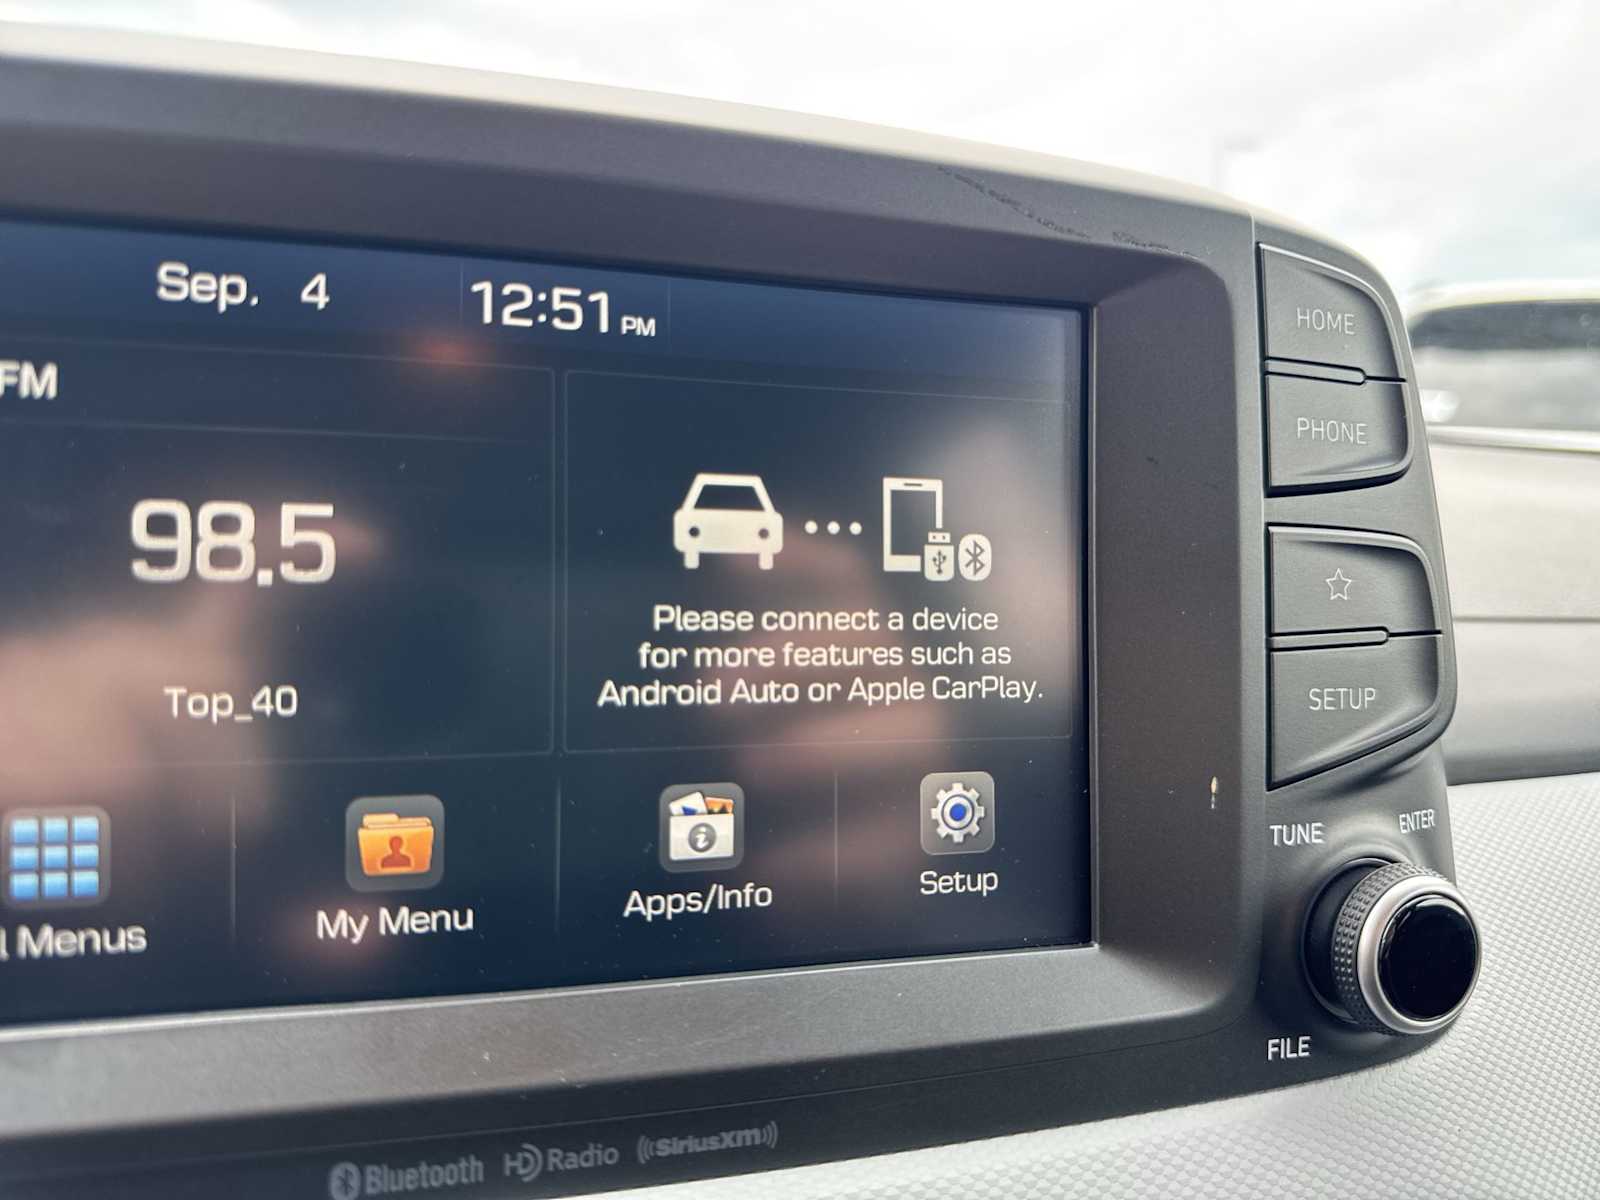 Sep. 4 12:51 PM
FM
98.5
Top_40
Please connect a device
for more features such as
Android Auto or Apple CarPlay.
Menus
My Menu
Apps/Info
Setup
HOME
PHONE
SETUP
TUNE
ENTER
FILE
Bluetooth HD Radio SiriusXM